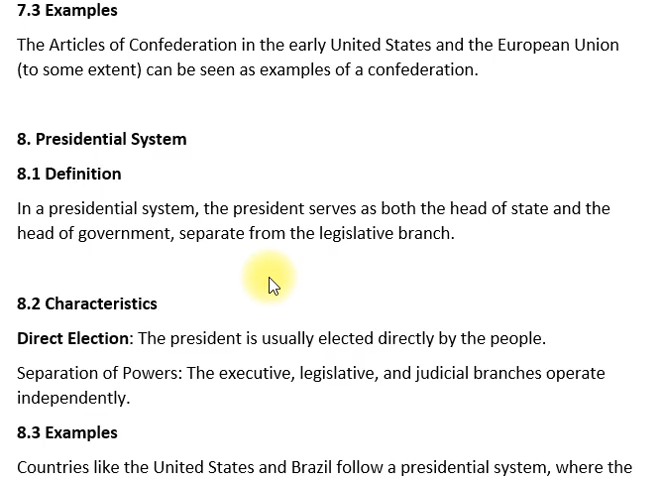 7.3 Examples
The Articles of Confederation in the early United States and the European Union
(to some extent) can be seen as examples of a confederation.
8. Presidential System
8.1 Definition
In a presidential system, the president serves as both the head of state and the
head of government, separate from the legislative branch.
8.2 Characteristics
Direct Election: The president is usually elected directly by the people.
Separation of Powers: The executive, legislative, and judicial branches operate
independently.
8.3 Examples
Countries like the United States and Brazil follow a presidential system, where the